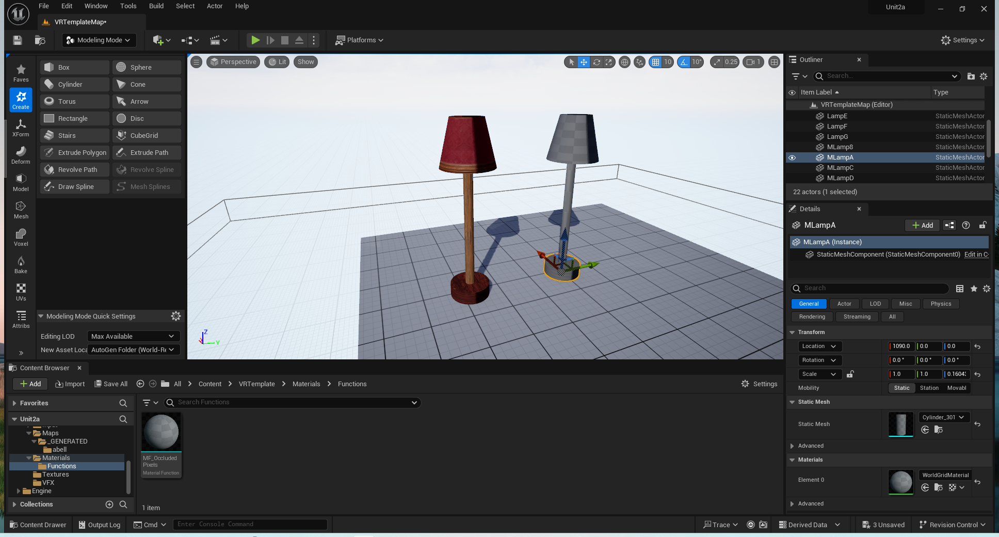 File Edit Window Tools Build Select Actor Help
Unit2a
VRTemplateMap*
Modeling Mode
Platforms
Settings
Faves
Create
XForm
Deform
Model
Mesh
Voxel
Bake
UVs
Attribs
Box Sphere
Cylinder Cone
Torus Arrow
Rectangle Disc
Stairs CubeGrid
Extrude Polygon Extrude Path
Revolve Path Revolve Spline
Draw Spline Mesh Splines
Modeling Mode Quick Settings
Editing LOD Max Available
New Asset Loca AutoGen Folder (World-Re
Perspective Lit Show
10 10° 0.25 1
Z
Y
Outliner
Search...
Item Label Type
VRTemplateMap (Editor)
LampE StaticMeshActor
LampF StaticMeshActor
LampG StaticMeshActor
MLamp8 StaticMeshActor
MLampA StaticMeshActor
MLampC StaticMeshActor
MLampD StaticMeshActor
22 actors (1 selected)
Details
MLampA
Add
MLampA (Instance)
StaticMeshComponent (StaticMeshComponent0) Edit in C
Search
General Actor LOD Misc Physics
Rendering Streaming All
Transform
Location 1090.0 0.0 0.0
Rotation 0.0 ° 0.0 ° 0.0 °
Scale 1.0 1.0 0.1604
Mobility Static Station Movabl
Static Mesh
Static Mesh Cylinder_301
Advanced
Materials
Element 0 WorldGridMaterial
Advanced
Content Browser
Add Import Save All All Content VRTemplate Materials Functions Settings
Favorites
Unit2a
Maps
_GENERATED
abell
Materials
Functions
Textures
VFX
Engine
Collections
Search Functions
MF_Occluded
Pixels
Material Function
1 item
Content Drawer Output Log Cmd Enter Console Command Trace Derived Data 3 Unsaved Revision Control